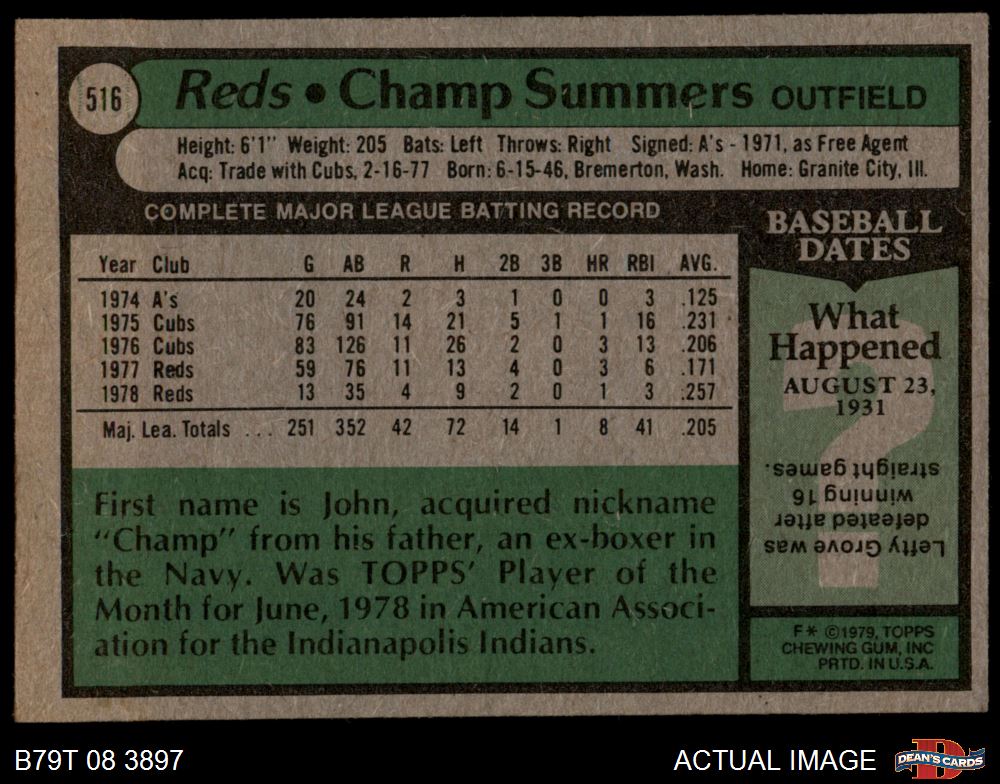 516
Reds • Champ Summers OUTFIELD
Height: 6'1" Weight: 205 Bats: Left Throws: Right Signed: A's - 1971, as Free Agent
Acq: Trade with Cubs, 2-16-77 Born: 6-15-46, Bremerton, Wash. Home: Granite City, Ill.
COMPLETE MAJOR LEAGUE BATTING RECORD
Year Club G AB R H 2B 3B HR RBI AVG.
1974 A's 20 24 2 3 1 0 0 3 .125
1975 Cubs 76 91 14 21 5 1 1 16 .231
1976 Cubs 83 126 11 26 2 0 3 13 .206
1977 Reds 59 76 11 13 4 0 3 6 .171
1978 Reds 13 35 4 9 2 0 1 3 .257
Maj. Lea. Totals ... 251 352 42 72 14 1 8 41 .205
First name is John, acquired nickname
"Champ" from his father, an ex-boxer in
the Navy. Was TOPPS' Player of the
Month for June, 1978 in American Associ-
ation for the Indianapolis Indians.
BASEBALL
DATES
What
Happened
AUGUST 23,
1931
Lefty Grove was
defeated after
winning 16
straight games.
F* ©1979, TOPPS
CHEWING GUM, INC
PRTD. IN U.S.A.
B79T 08 3897
ACTUAL IMAGE
D
DEAN'S CARDS